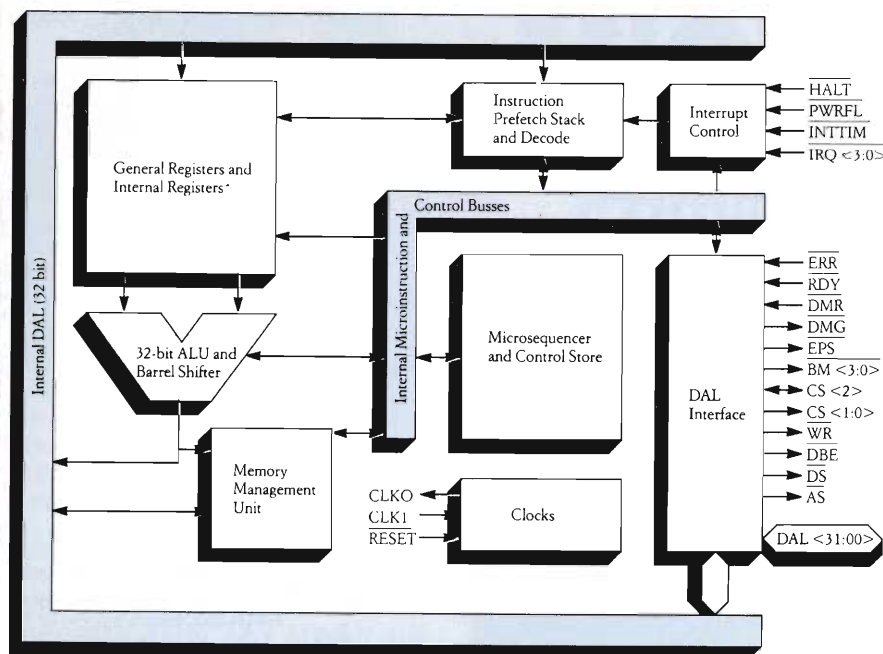 Internal DAL (32 bit)
General Registers and
Internal Registers
Instruction
Prefetch Stack
and Decode
Interrupt
Control
HALT
PWRFL
INTTIM
IRQ <3:0>
Control Busses
Internal Microinstruction and
32-bit ALU and
Barrel Shifter
Microsequencer
and Control Store
DAL
Interface
ERR
RDY
DMR
DMG
EPS
BM <3:0>
CS <2>
CS <1:0>
WR
DBE
DS
AS
Memory
Management
Unit
CLKO
CLK1
RESET
Clocks
DAL <31:00>